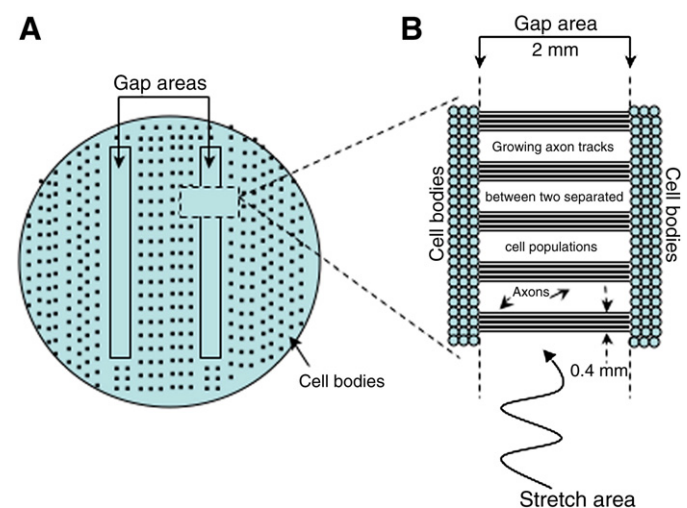 A
Gap areas
Cell bodies
B
Gap area
2 mm
Cell bodies
Growing axon tracks
between two separated
cell populations
Axons
0.4 mm
Cell bodies
Stretch area